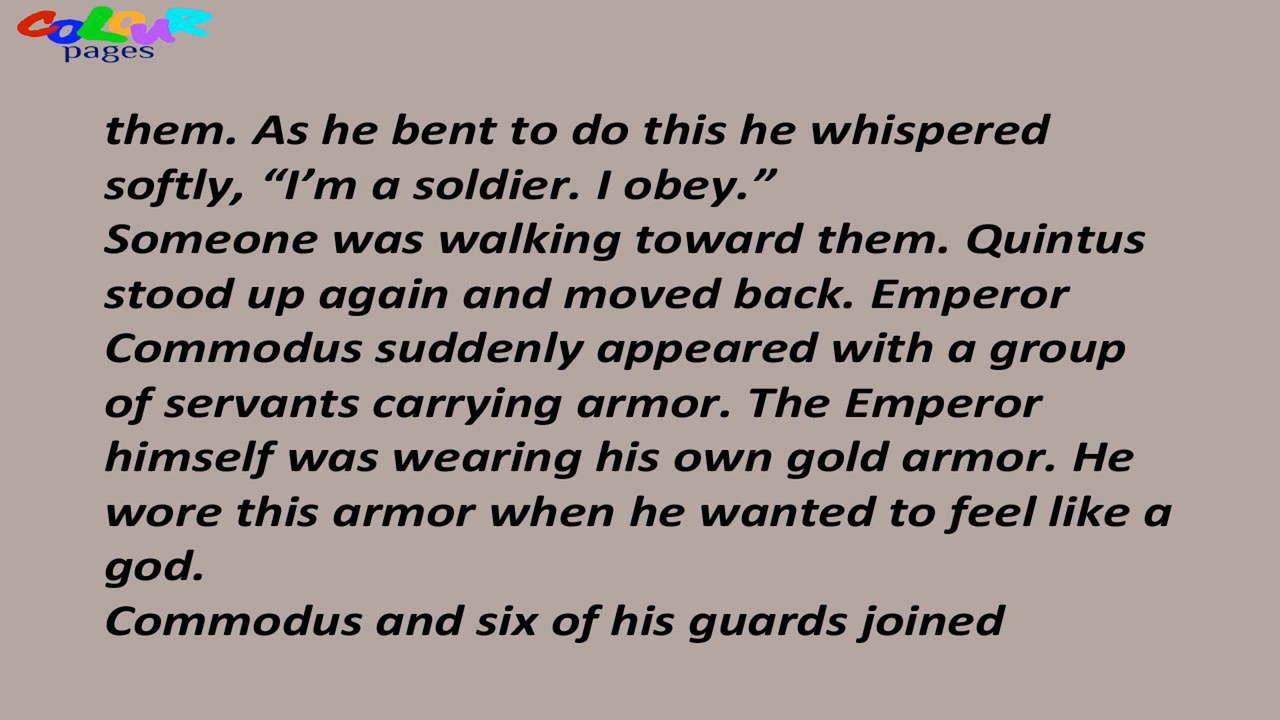 COLOUR
pages
them. As he bent to do this he whispered
softly, “I’m a soldier. I obey.”
Someone was walking toward them. Quintus
stood up again and moved back. Emperor
Commodus suddenly appeared with a group
of servants carrying armor. The Emperor
himself was wearing his own gold armor. He
wore this armor when he wanted to feel like a
god.
Commodus and six of his guards joined